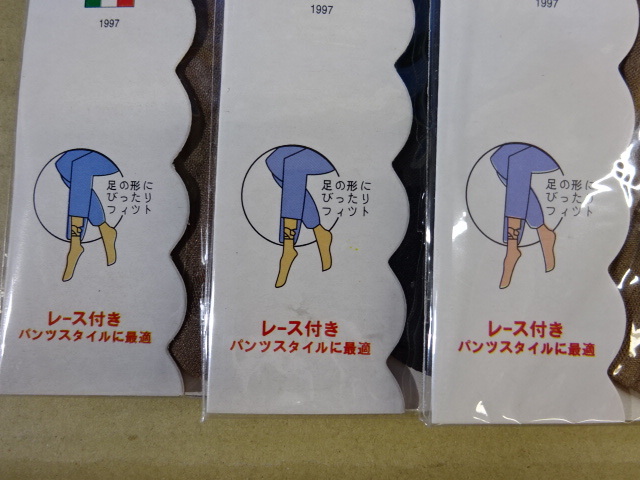 1997
足の形に
ぴったり
フィット
レース付き
パンツスタイルに最適
1997
足の形に
ぴったり
フィット
レース付き
パンツスタイルに最適
1997
足の形に
ぴったり
フィット
レース付き
パンツスタイルに最適